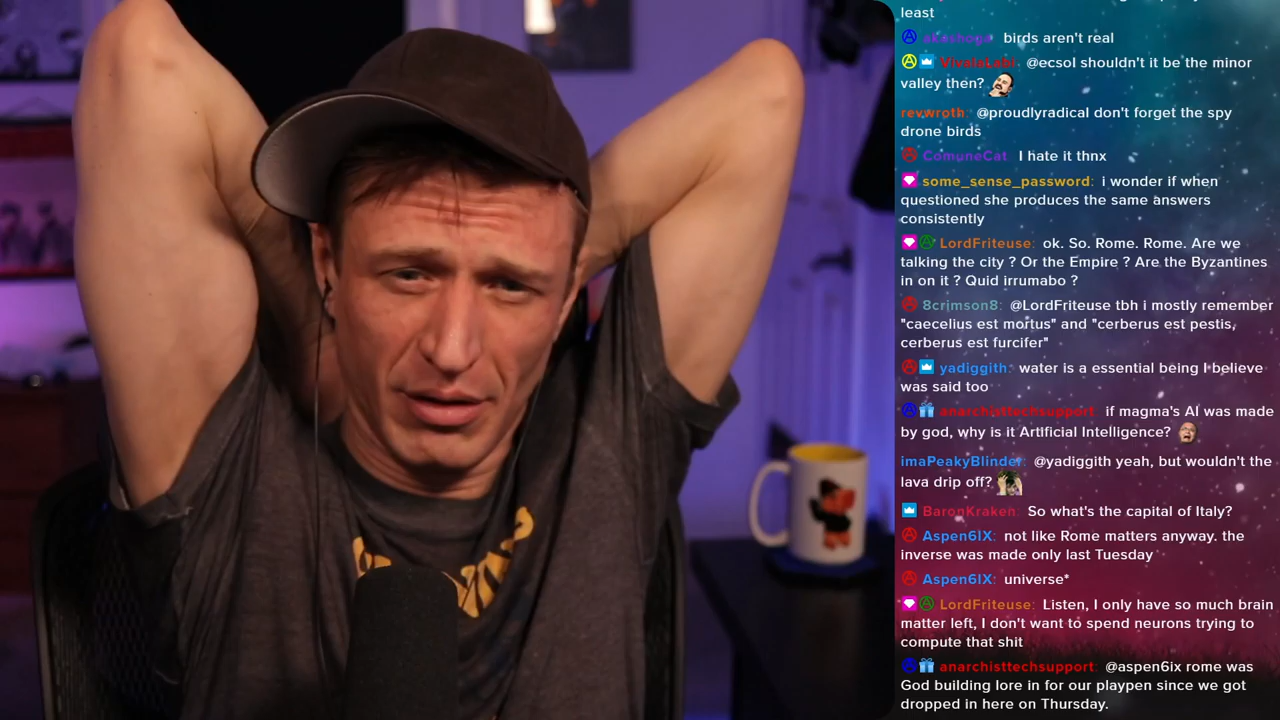 least
akashoga birds aren't real
VivalaLabi: @ecsol shouldn't it be the minor
valley then?
revwroth: @proudlyradical don't forget the spy
drone birds
ComuneCat I hate it thnx
some_sense_password: i wonder if when
questioned she produces the same answers
consistently
LordFriteuse: ok. So. Rome. Rome. Are we
talking the city ? Or the Empire ? Are the Byzantines
in on it ? Quid irrumabo ?
8crimson8: @LordFriteuse tbh i mostly remember
"caecelius est mortus" and "cerberus est pestis,
cerberus est furcifer"
yadiggith: water is a essential being I believe
was said too
anarchisttechsupport: if magma's AI was made
by god, why is it Artificial Intelligence?
imaPeakyBlinder: @yadiggith yeah, but wouldn't the
lava drip off?
BaronKraken: So what's the capital of Italy?
Aspen6IX: not like Rome matters anyway. the
inverse was made only last Tuesday
Aspen6IX: universe*
LordFriteuse: Listen, I only have so much brain
matter left, I don't want to spend neurons trying to
compute that shit
anarchisttechsupport: @aspen6ix rome was
God building lore in for our playpen since we got
dropped in here on Thursday.